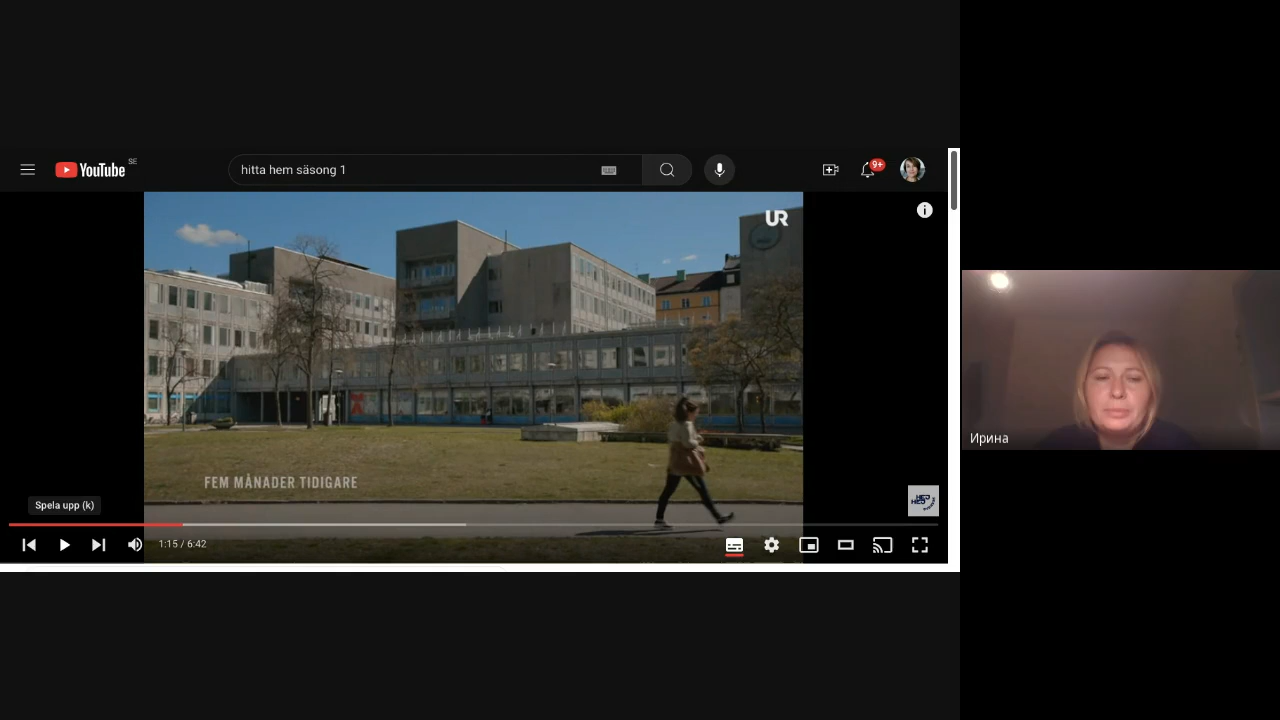 YouTube SE
hitta hem säsong 1
9+
UR
FEM MÅNADER TIDIGARE
Spela upp (k)
1:15 / 6:42
Ирина